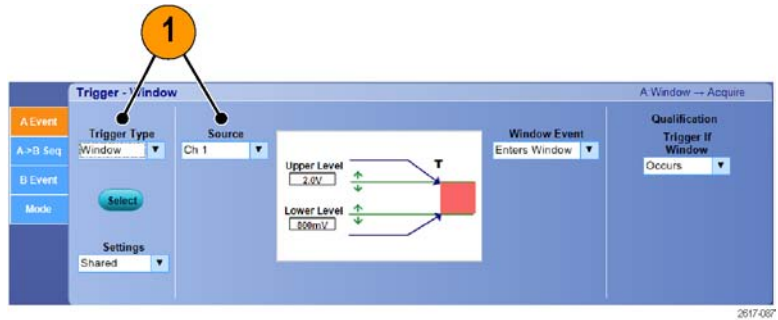 1
Trigger - Window
A:Window → Acquire
A Event
A->B Seq
B Event
Mode
Trigger Type
Window
Select
Settings
Shared
Source
Ch 1
Upper Level
2.0V
Lower Level
800mV
T
Window Event
Enters Window
Qualification
Trigger If
Window
Occurs
2617-087